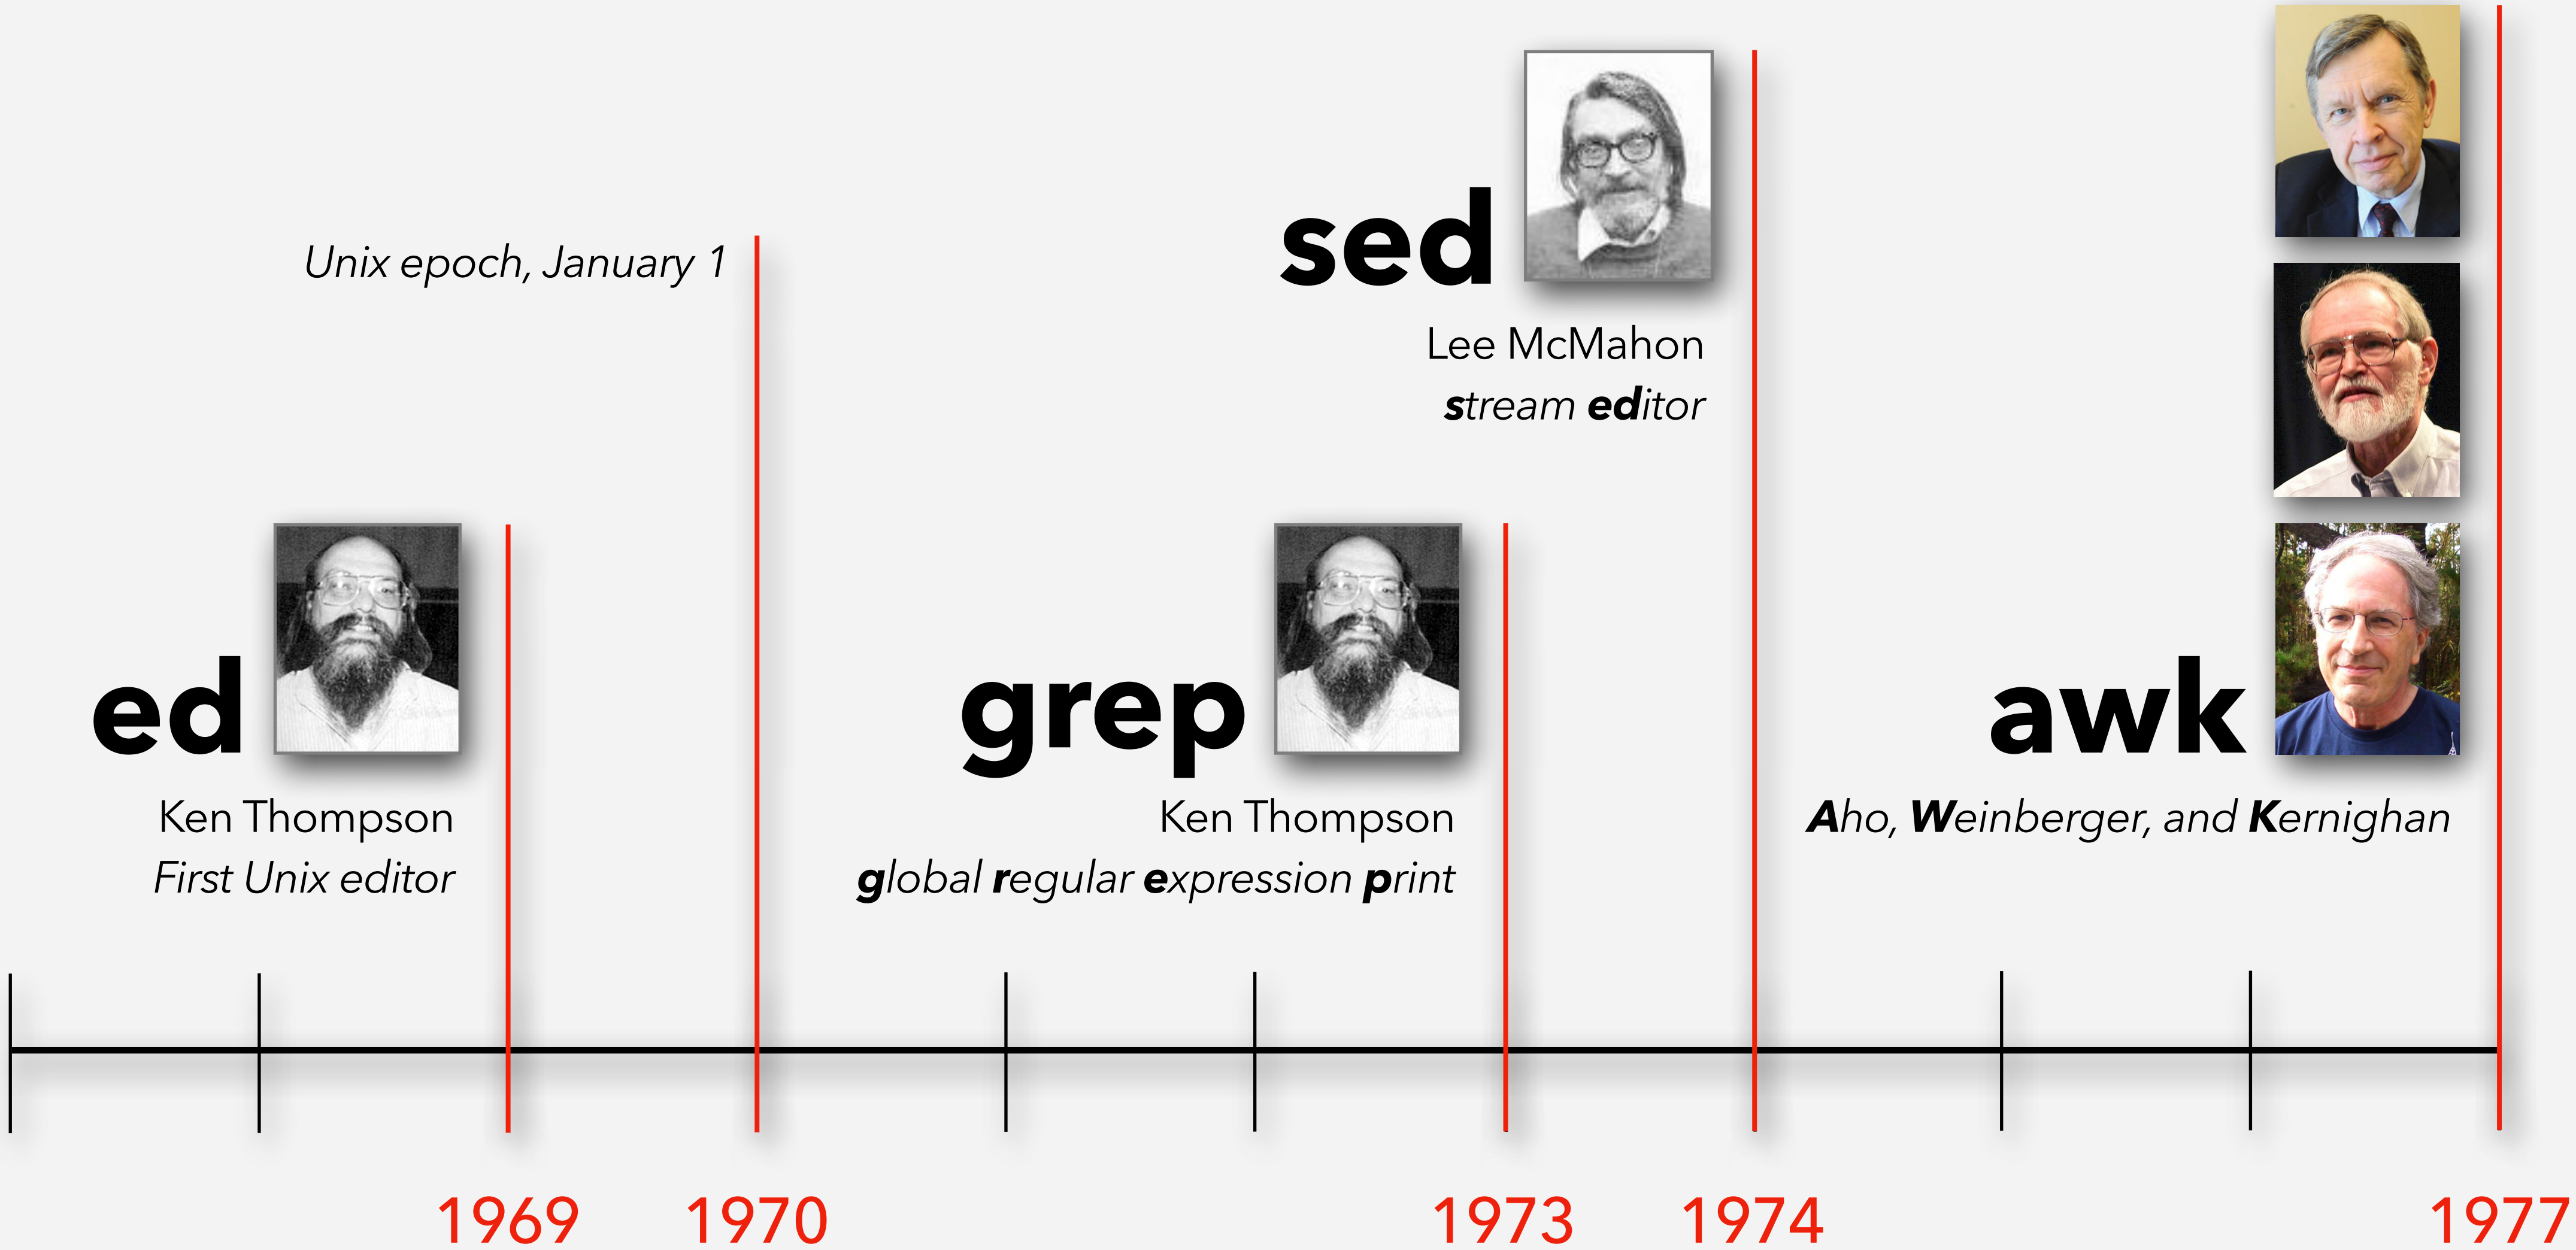 Unix epoch, January 1
sed
Lee McMahon
stream editor
ed
Ken Thompson
First Unix editor
grep
Ken Thompson
global regular expression print
awk
Aho, Weinberger, and Kernighan
1969
1970
1973
1974
1977